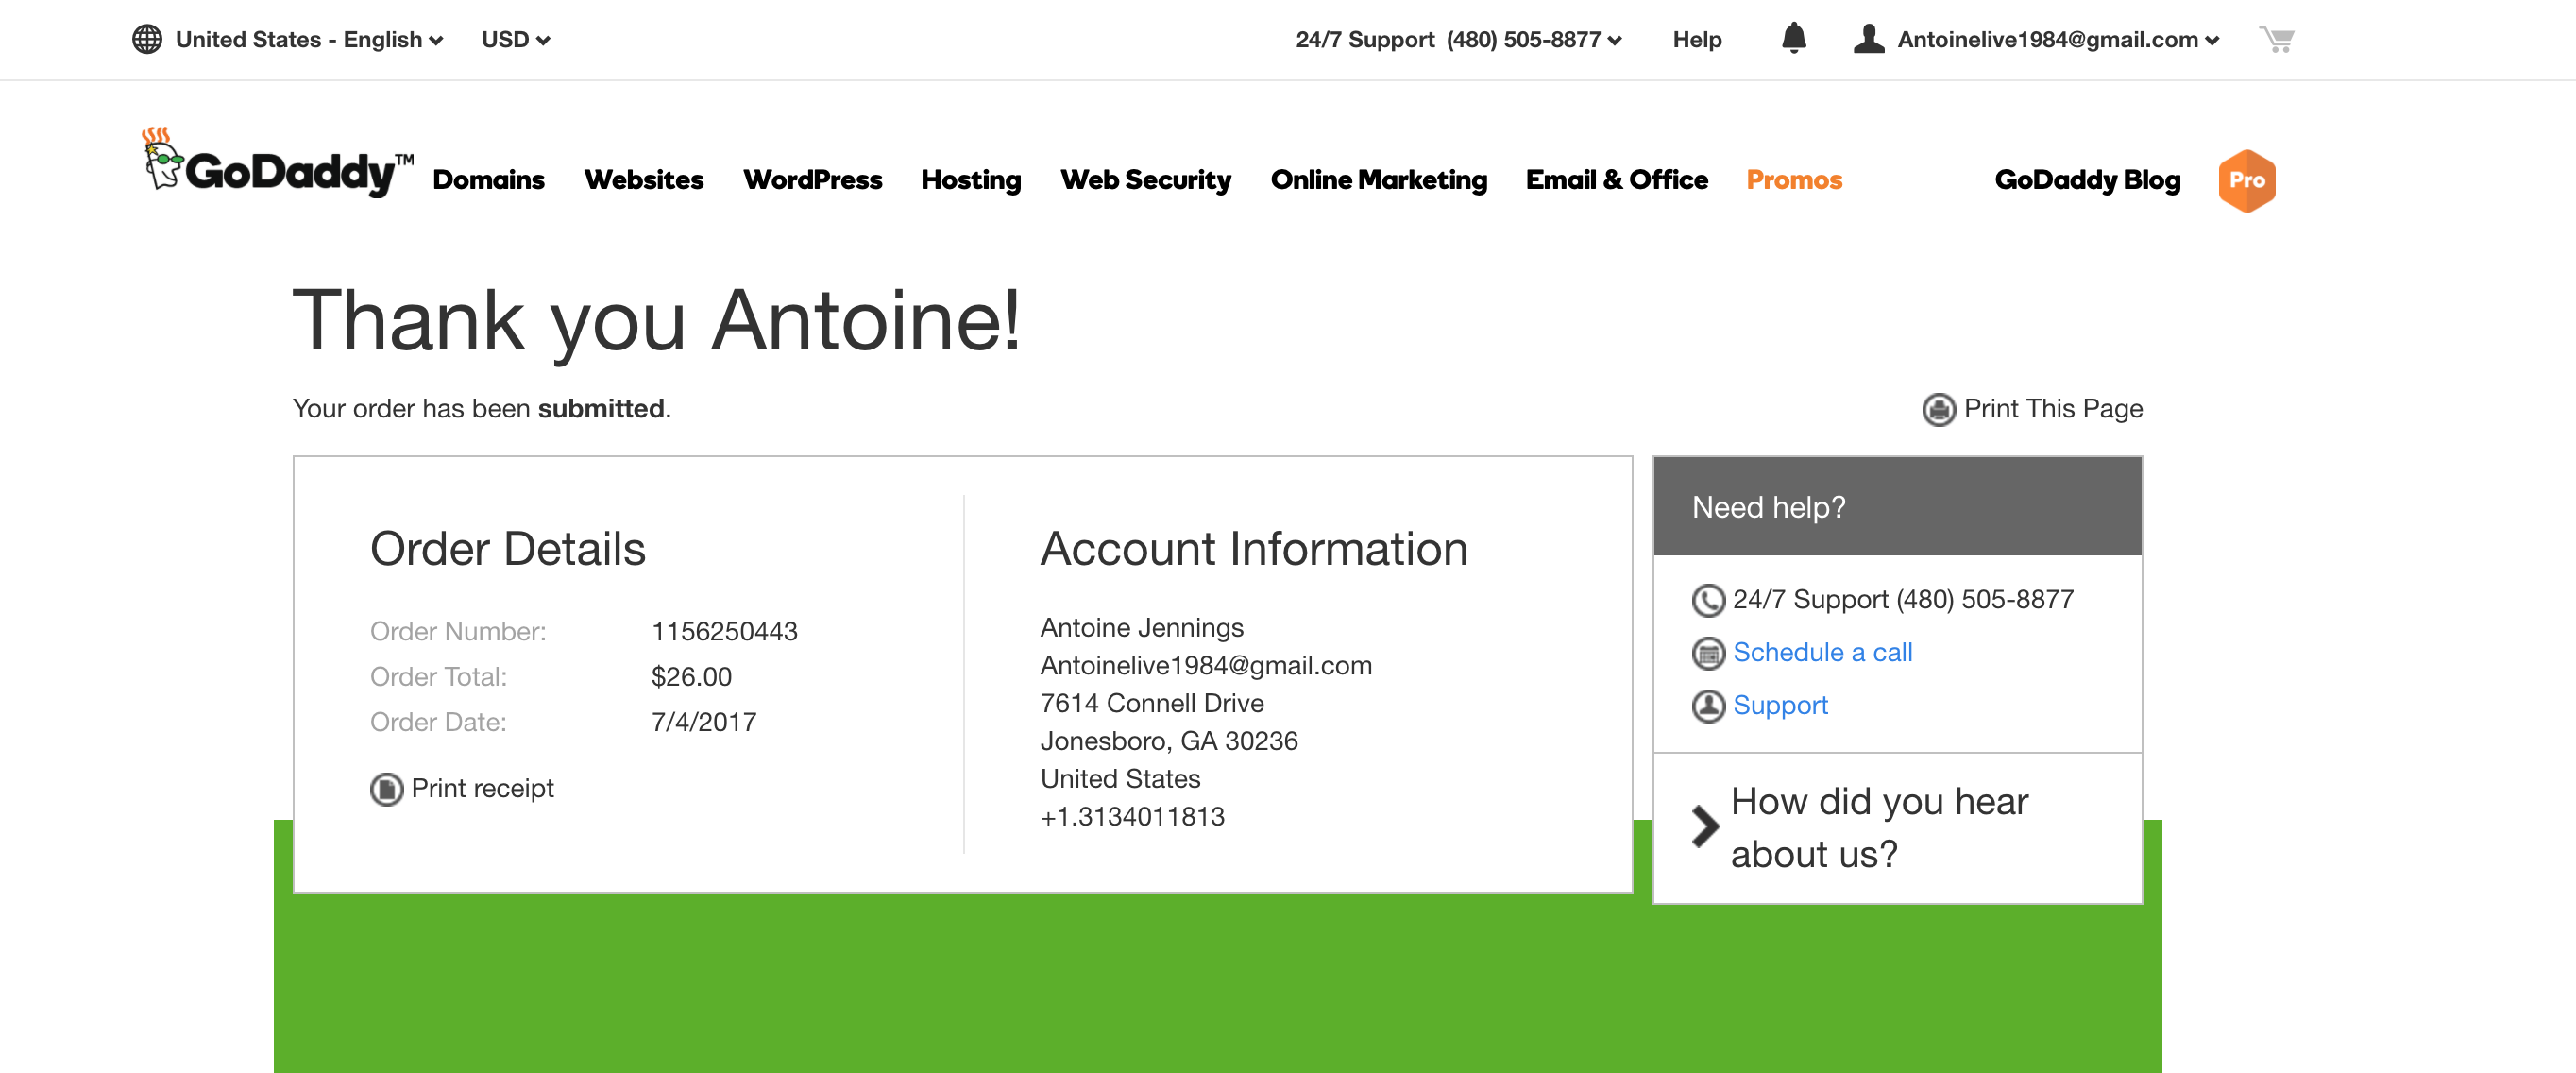 United States - English USD 24/7 Support (480) 505-8877 Help Antoinelive1984@gmail.com
GoDaddy™ Domains Websites WordPress Hosting Web Security Online Marketing Email & Office Promos GoDaddy Blog Pro
Thank you Antoine!
Your order has been submitted.
Print This Page
Order Details
Order Number: 1156250443
Order Total: $26.00
Order Date: 7/4/2017
Print receipt
Account Information
Antoine Jennings
Antoinelive1984@gmail.com
7614 Connell Drive
Jonesboro, GA 30236
United States
+1.3134011813
Need help?
24/7 Support (480) 505-8877
Schedule a call
Support
How did you hear
about us?